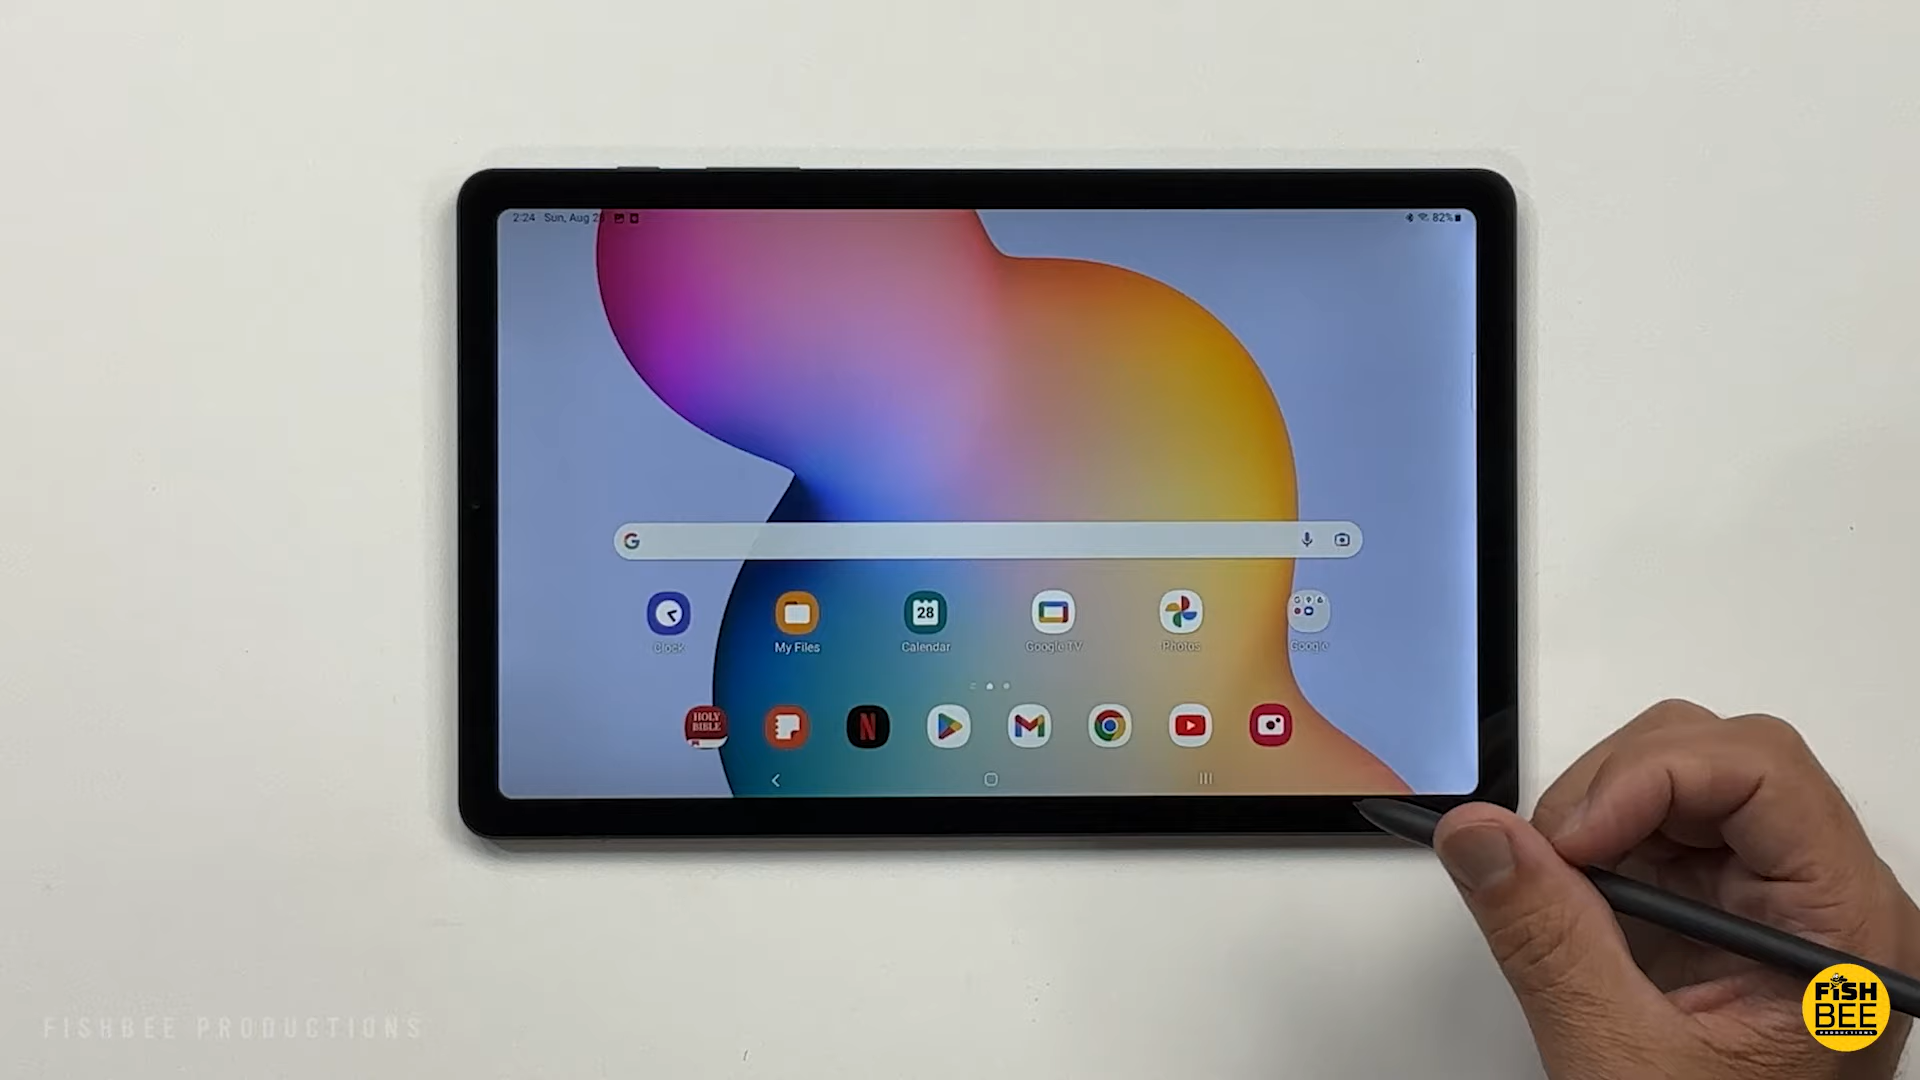 2:24 Sun, Aug 28
82%
28
Clock
My Files
Calendar
Google TV
Photos
Google
HOLY
BIBLE
N
FISHBEE PRODUCTIONS
FISH
BEE
PRODUCTIONS